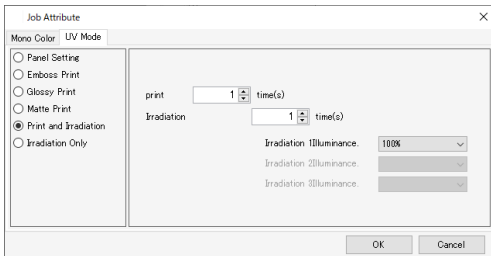 Job Attribute
Mono Color UV Mode
Panel Setting
Emboss Print
Glossy Print
Matte Print
Print and Irradiation
Irradiation Only
print 1 time(s)
Irradiation 1 time(s)
Irradiation 1Illuminance. 100%
Irradiation 2Illuminance.
Irradiation 3Illuminance.
OK Cancel